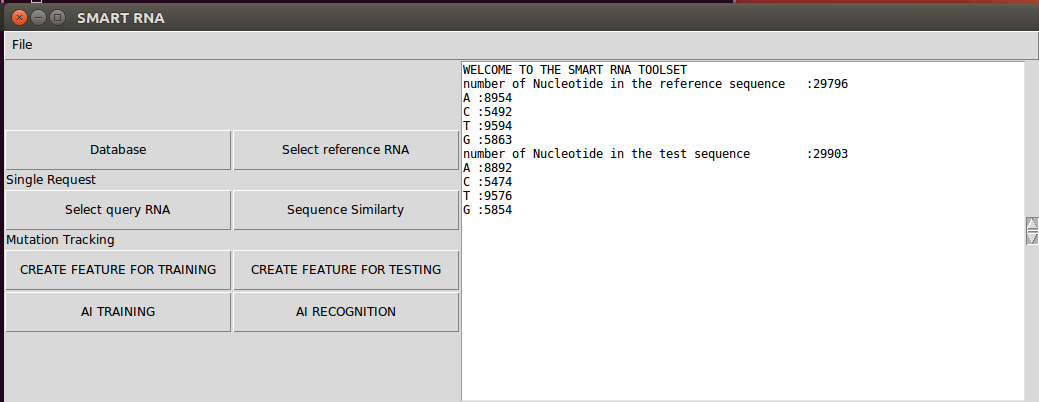 SMART RNA
File
Database
Select reference RNA
Single Request
Select query RNA
Sequence Similarty
Mutation Tracking
CREATE FEATURE FOR TRAINING
CREATE FEATURE FOR TESTING
AI TRAINING
AI RECOGNITION
WELCOME TO THE SMART RNA TOOLSET
number of Nucleotide in the reference sequence :29796
A :8954
C :5492
T :9594
G :5863
number of Nucleotide in the test sequence :29903
A :8892
C :5474
T :9576
G :5854